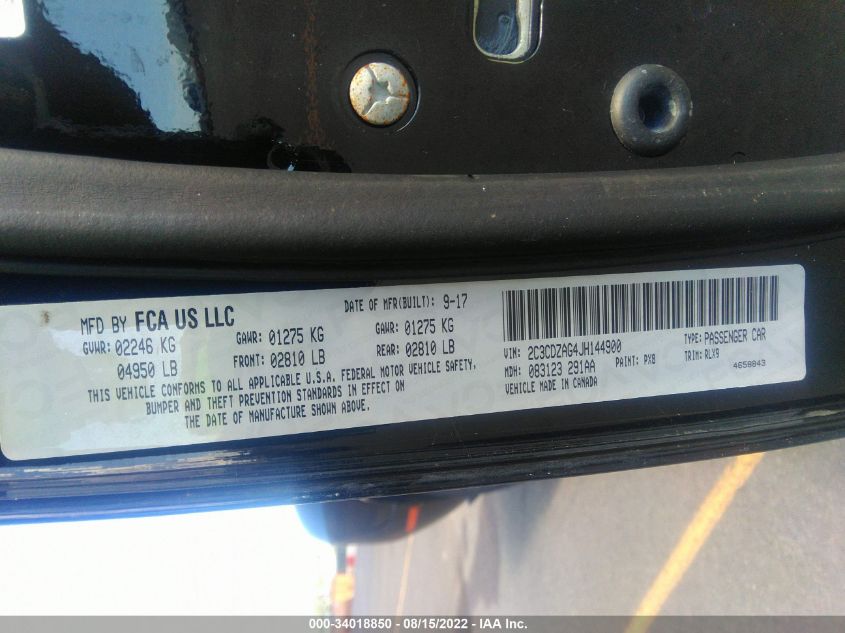 MFD BY FCA US LLC
DATE OF MFR(BUILT): 9-17
GVWR: 02246 KG
04950 LB
GAWR: 01275 KG
FRONT: 02810 LB
GAWR: 01275 KG
REAR: 02810 LB
THIS VEHICLE CONFORMS TO ALL APPLICABLE U.S.A. FEDERAL MOTOR VEHICLE SAFETY,
BUMPER AND THEFT PREVENTION STANDARDS IN EFFECT ON
THE DATE OF MANUFACTURE SHOWN ABOVE.
VIN: 2C3CDZAG4JH144900
TYPE: PASSENGER CAR
MDH: 083123 291AA
PAINT: PX8
TRIM: RLX9
VEHICLE MADE IN CANADA
4658843
000-34018850 - 08/15/2022 - IAA Inc.